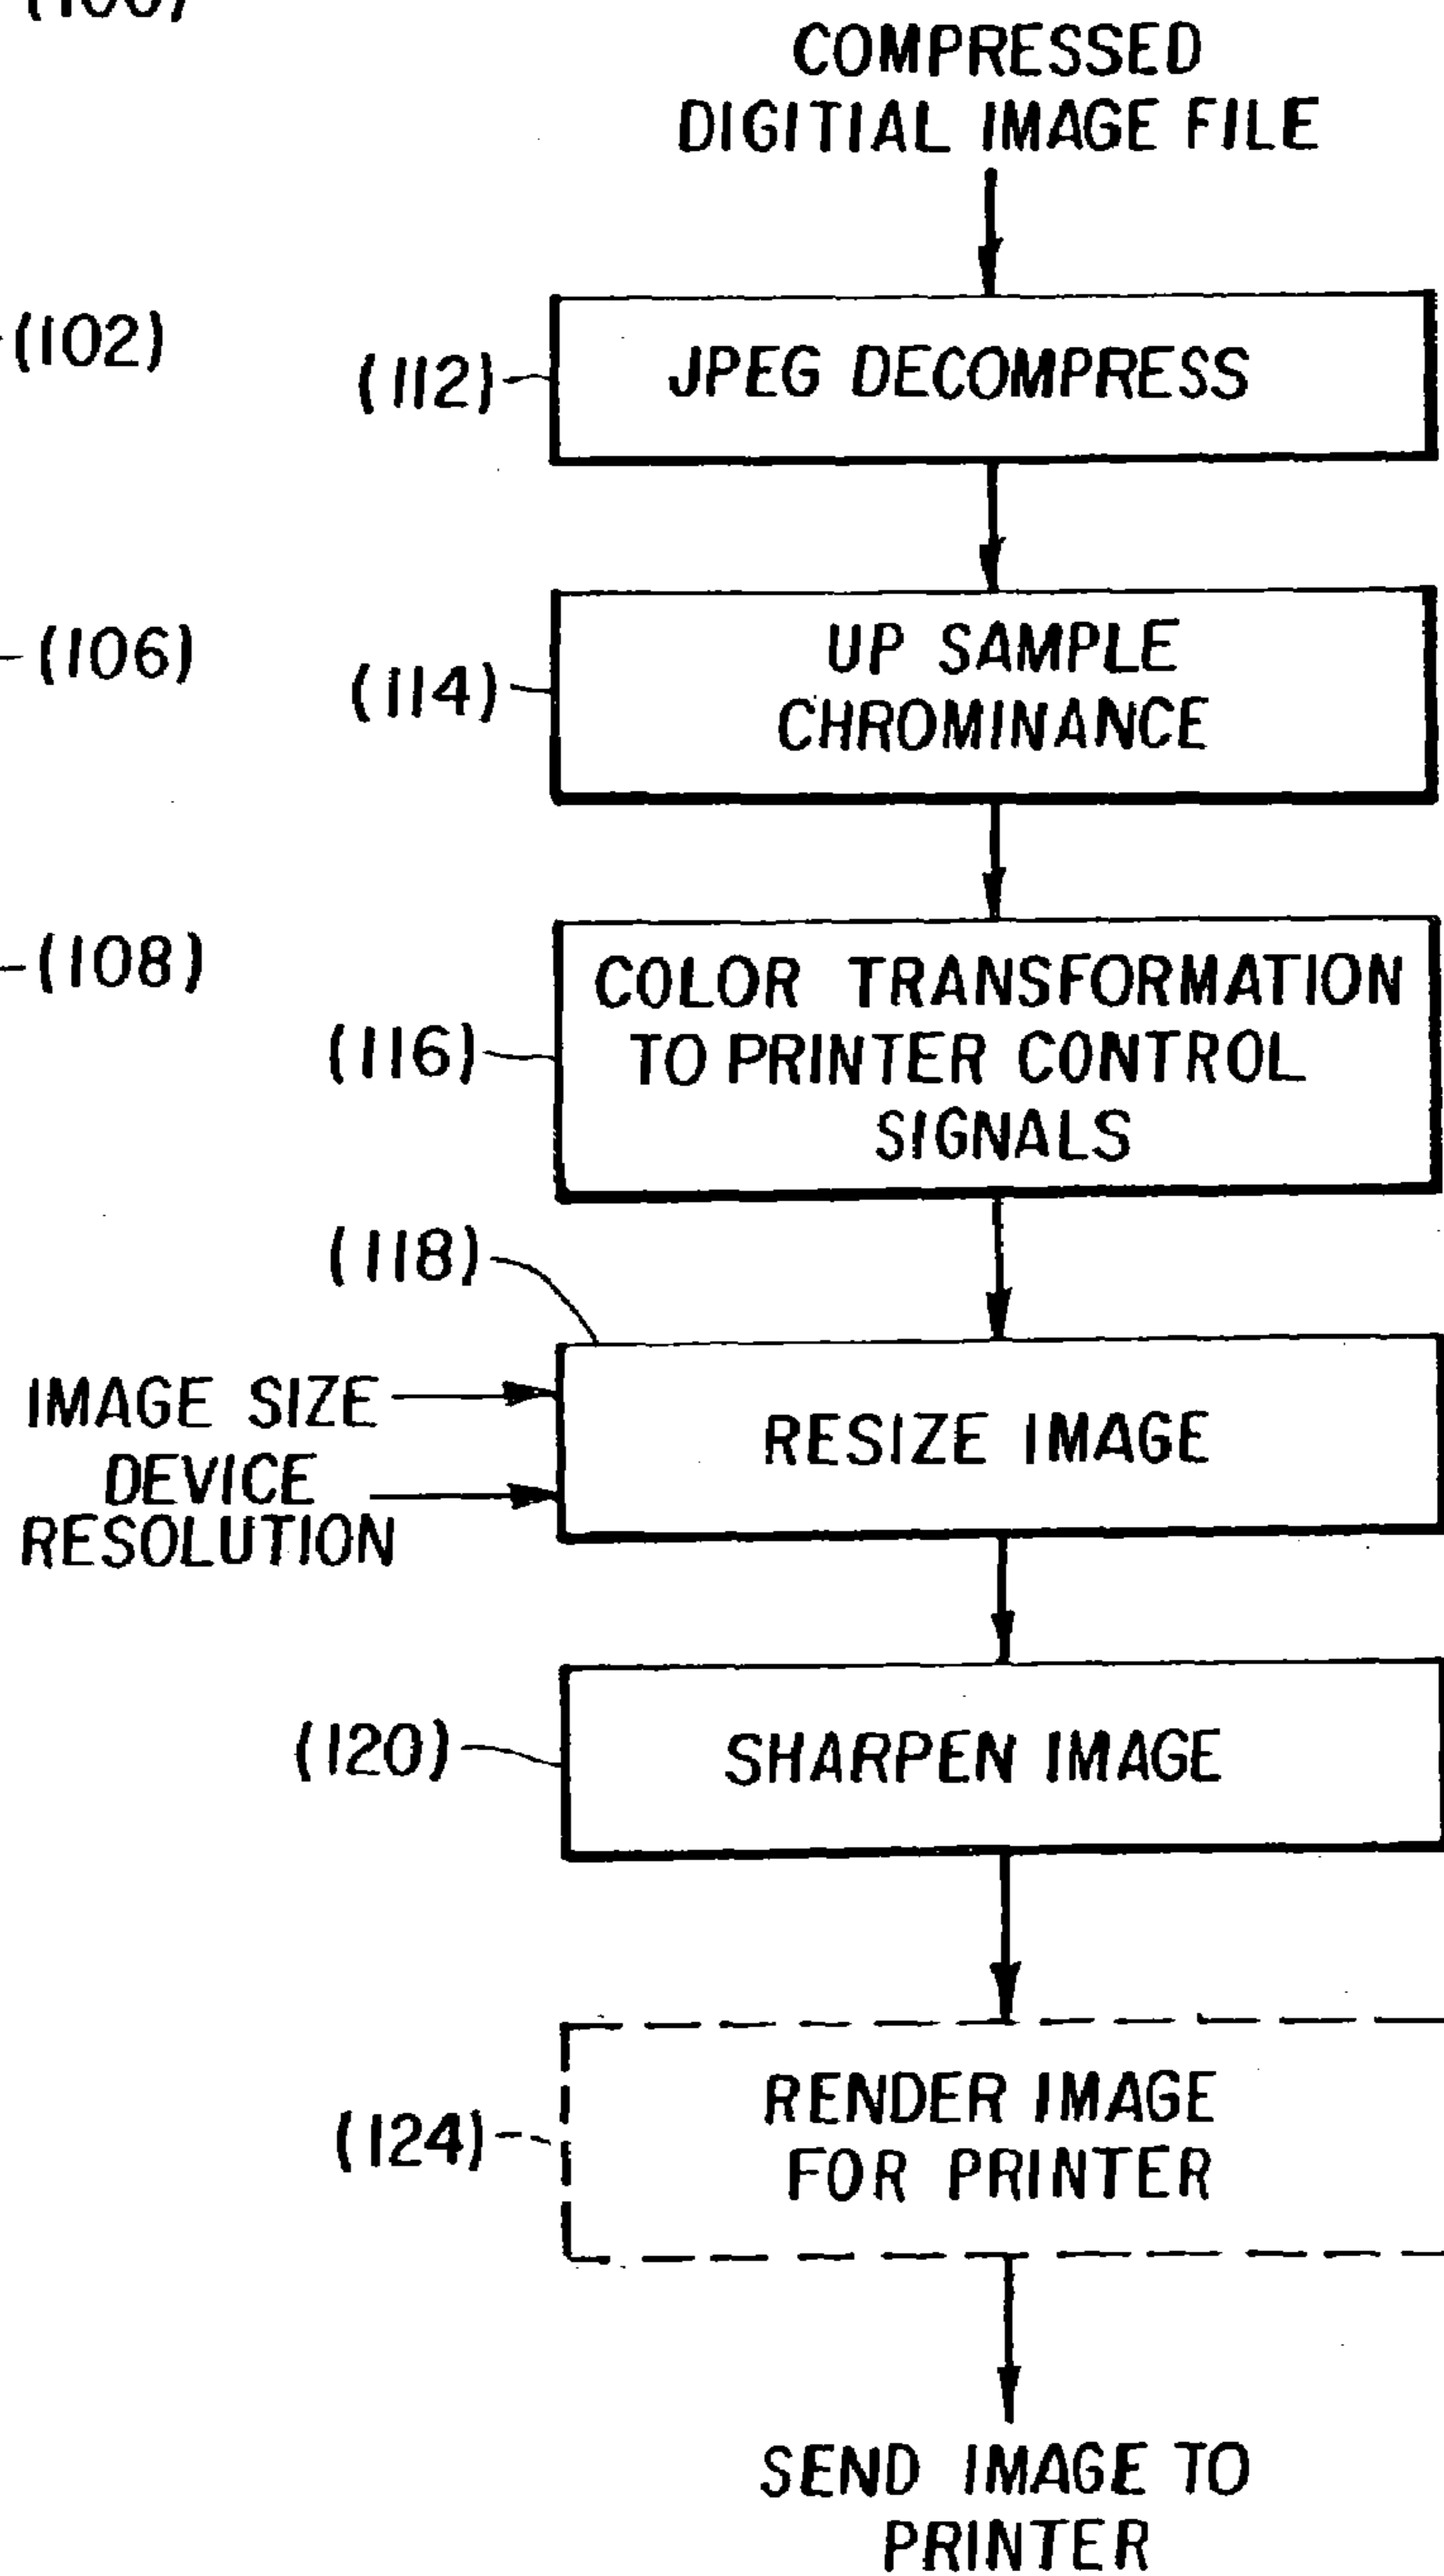 COMPRESSED
DIGITIAL IMAGE FILE
(102)
(112)
JPEG DECOMPRESS
(106)
(114)
UP SAMPLE
CHROMINANCE
(108)
(116)
COLOR TRANSFORMATION
TO PRINTER CONTROL
SIGNALS
(118)
IMAGE SIZE
DEVICE
RESOLUTION
RESIZE IMAGE
(120)
SHARPEN IMAGE
(124)
RENDER IMAGE
FOR PRINTER
SEND IMAGE TO
PRINTER